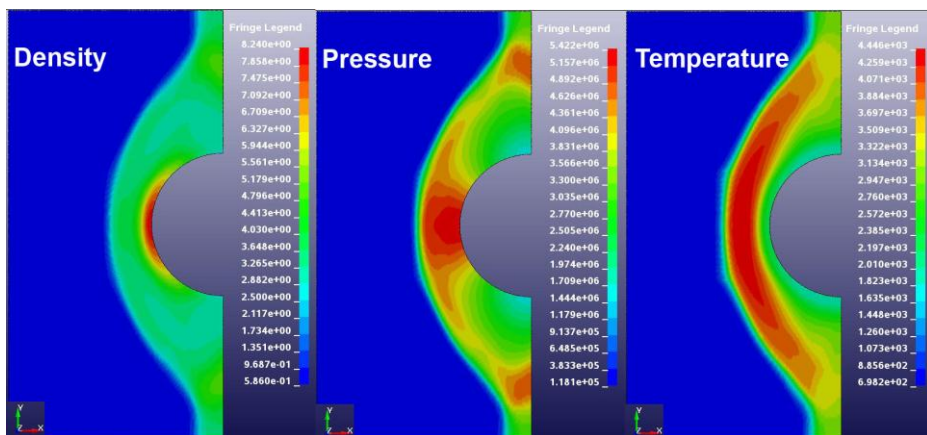 Density
Fringe Legend
8.240e+00
7.858e+00
7.475e+00
7.092e+00
6.709e+00
6.327e+00
5.944e+00
5.561e+00
5.179e+00
4.796e+00
4.413e+00
4.030e+00
3.648e+00
3.265e+00
2.882e+00
2.500e+00
2.117e+00
1.734e+00
1.351e+00
9.687e-01
5.860e-01
Y
Z X
Pressure
Fringe Legend
5.422e+06
5.157e+06
4.892e+06
4.626e+06
4.361e+06
4.096e+06
3.831e+06
3.566e+06
3.300e+06
3.035e+06
2.770e+06
2.505e+06
2.240e+06
1.974e+06
1.709e+06
1.444e+06
1.179e+06
9.137e+05
6.485e+05
3.833e+05
1.181e+05
Y
Z X
Temperature
Fringe Legend
4.446e+03
4.259e+03
4.071e+03
3.884e+03
3.697e+03
3.509e+03
3.322e+03
3.134e+03
2.947e+03
2.760e+03
2.572e+03
2.385e+03
2.197e+03
2.010e+03
1.823e+03
1.635e+03
1.448e+03
1.260e+03
1.073e+03
8.856e+02
6.982e+02
Y
Z X